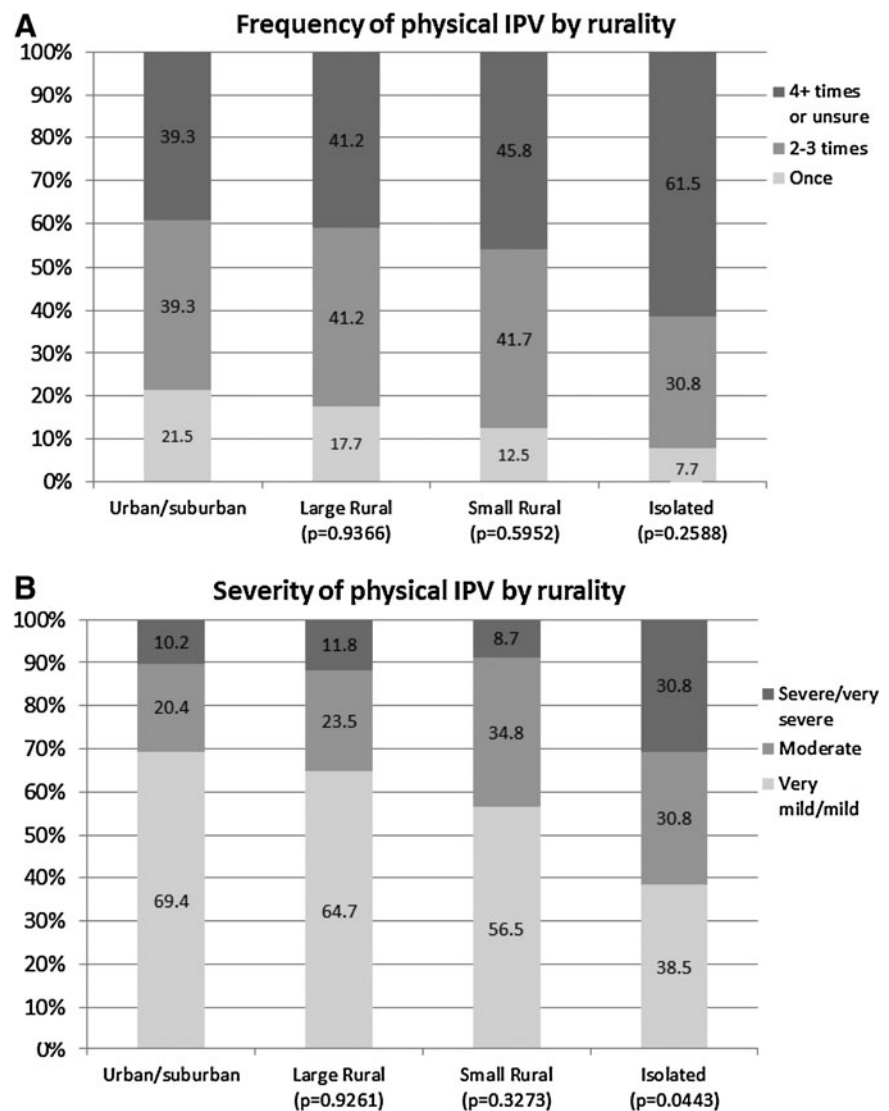 A
Frequency of physical IPV by rurality
100%
90%
80%
70%
60%
50%
40%
30%
20%
10%
0%
39.3
41.2
45.8
61.5
39.3
41.2
41.7
30.8
21.5
17.7
12.5
7.7
4+ times
or unsure
2-3 times
Once
Urban/suburban
Large Rural
(p=0.9366)
Small Rural
(p=0.5952)
Isolated
(p=0.2588)
B
Severity of physical IPV by rurality
100%
90%
80%
70%
60%
50%
40%
30%
20%
10%
0%
10.2
11.8
8.7
30.8
20.4
23.5
34.8
30.8
69.4
64.7
56.5
38.5
Severe/very
severe
Moderate
Very
mild/mild
Urban/suburban
Large Rural
(p=0.9261)
Small Rural
(p=0.3273)
Isolated
(p=0.0443)